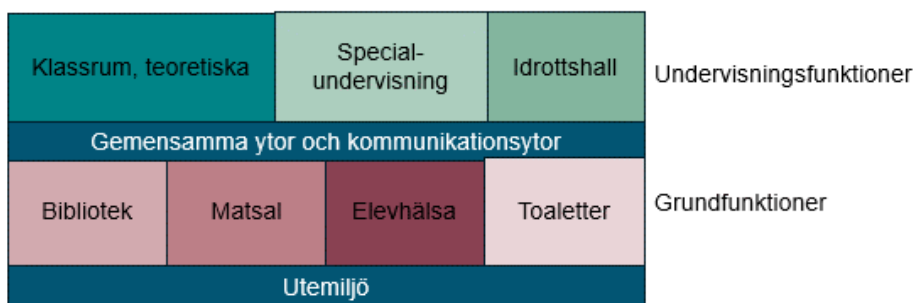 Klassrum, teoretiska
Special-
undervisning
Idrottshall
Undervisningsfunktioner
Gemensamma ytor och kommunikationsytor
Bibliotek
Matsal
Elevhälsa
Toaletter
Grundfunktioner
Utemiljö